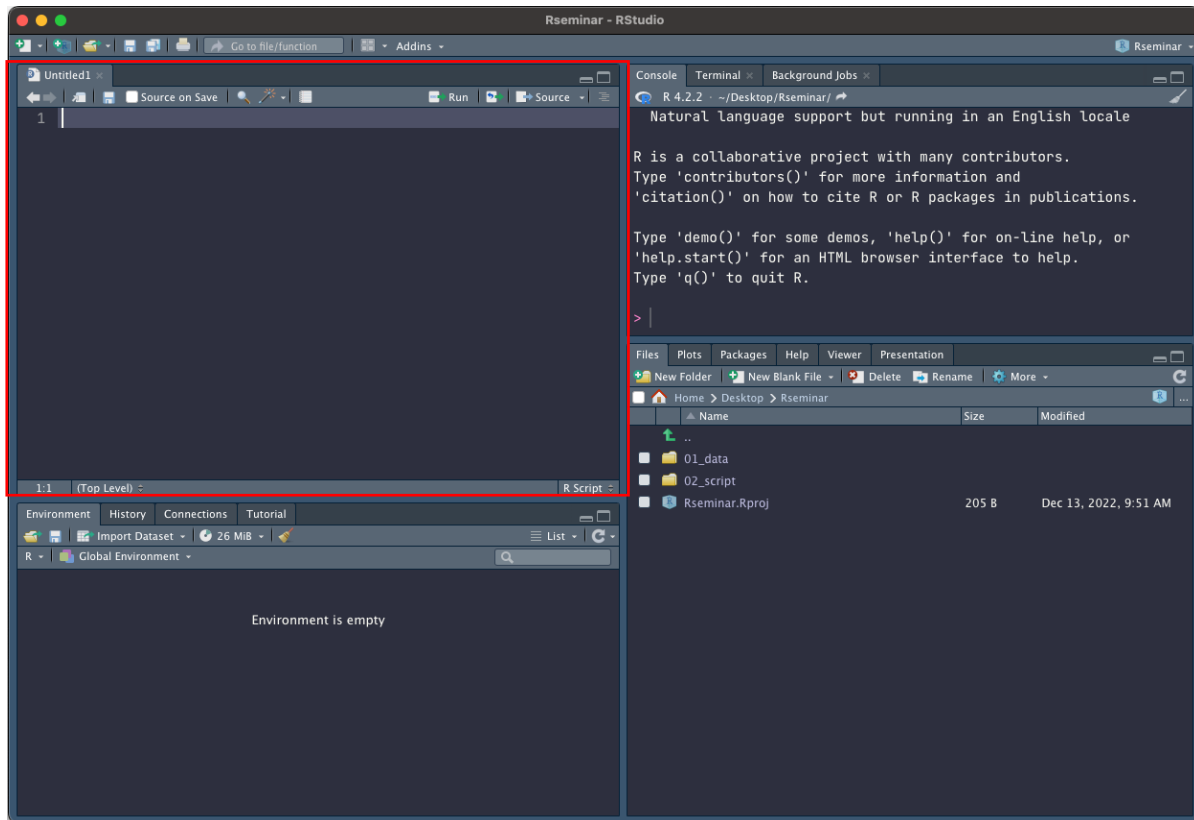 Rseminar - RStudio
Go to file/function
Addins
Rseminar
Untitled1
Source on Save
Run
Source
1
1:1
(Top Level)
R Script
Console
Terminal
Background Jobs
R 4.2.2 · ~/Desktop/Rseminar/
Natural language support but running in an English locale
R is a collaborative project with many contributors.
Type 'contributors()' for more information and
'citation()' on how to cite R or R packages in publications.
Type 'demo()' for some demos, 'help()' for on-line help, or
'help.start()' for an HTML browser interface to help.
Type 'q()' to quit R.
>
Environment
History
Connections
Tutorial
Import Dataset
26 MiB
List
R
Global Environment
Environment is empty
Files
Plots
Packages
Help
Viewer
Presentation
New Folder
New Blank File
Delete
Rename
More
Home
Desktop
Rseminar
...
Name
Size
Modified
..
01_data
02_script
Rseminar.Rproj
205 B
Dec 13, 2022, 9:51 AM